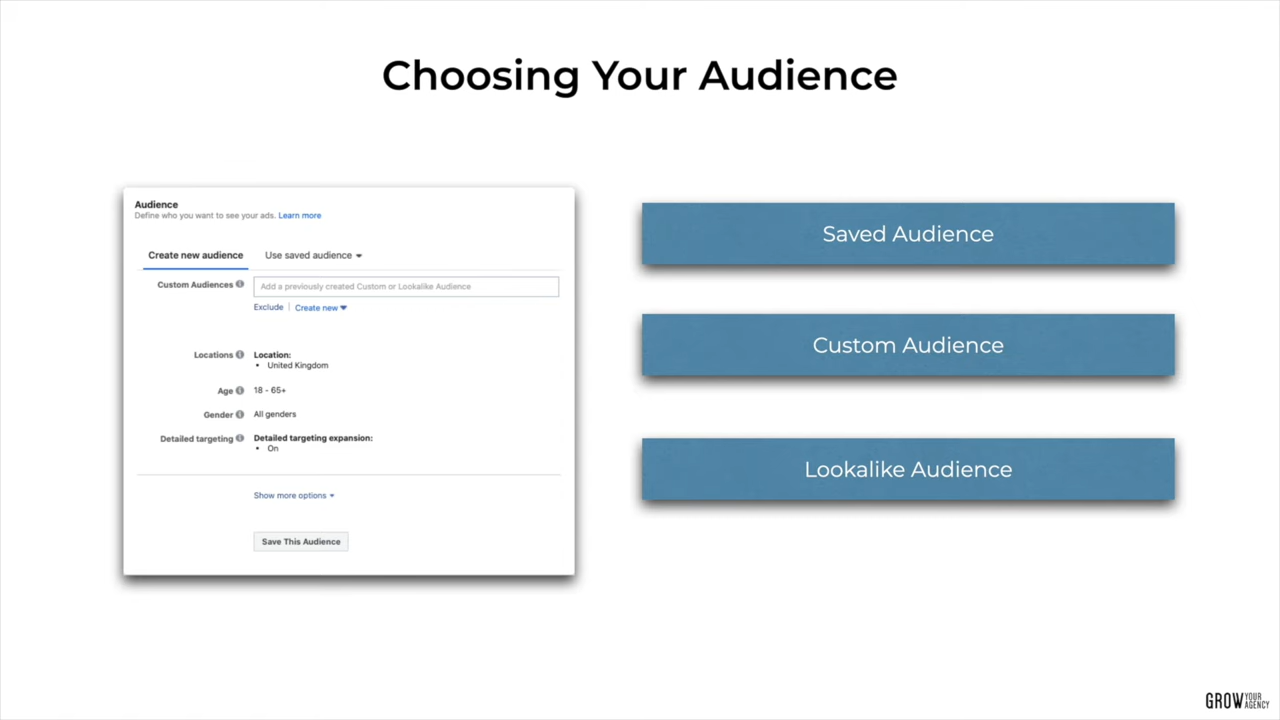 Choosing Your Audience
Audience
Define who you want to see your ads. Learn more
Create new audience
Use saved audience
Custom Audiences
Add a previously created Custom or Lookalike Audience
Exclude | Create new
Locations
Location:
• United Kingdom
Age
18 - 65+
Gender
All genders
Detailed targeting
Detailed targeting expansion:
• On
Show more options
Save This Audience
Saved Audience
Custom Audience
Lookalike Audience
GROW YOUR AGENCY